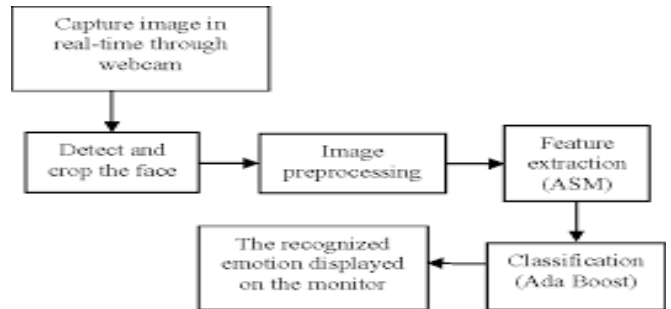 Capture image in
real-time through
webcam
Detect and
crop the face
Image
preprocessing
Feature
extraction
(ASM)
Classification
(Ada Boost)
The recognized
emotion displayed
on the monitor